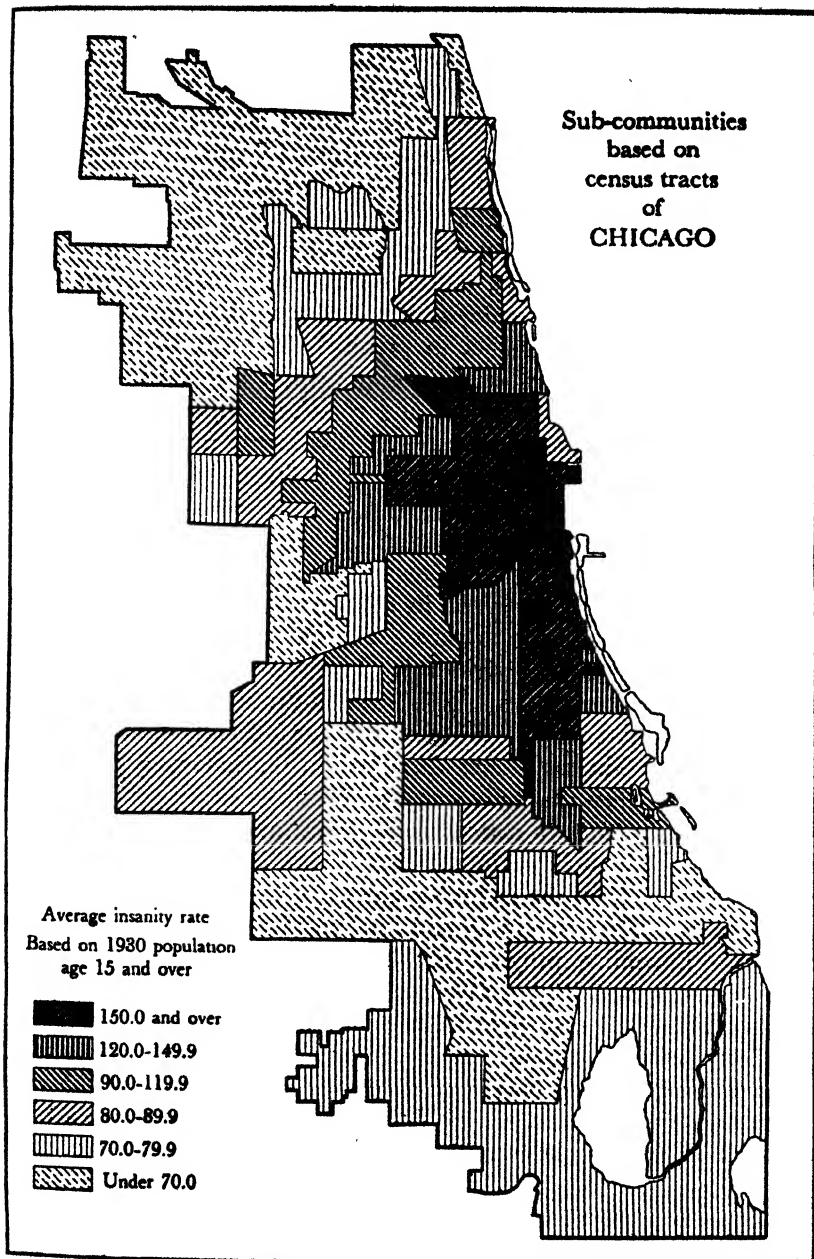 Sub-communities
based on
census tracts
of
CHICAGO
Average insanity rate
Based on 1930 population
age 15 and over
150.0 and over
120.0-149.9
90.0-119.9
80.0-89.9
70.0-79.9
Under 70.0